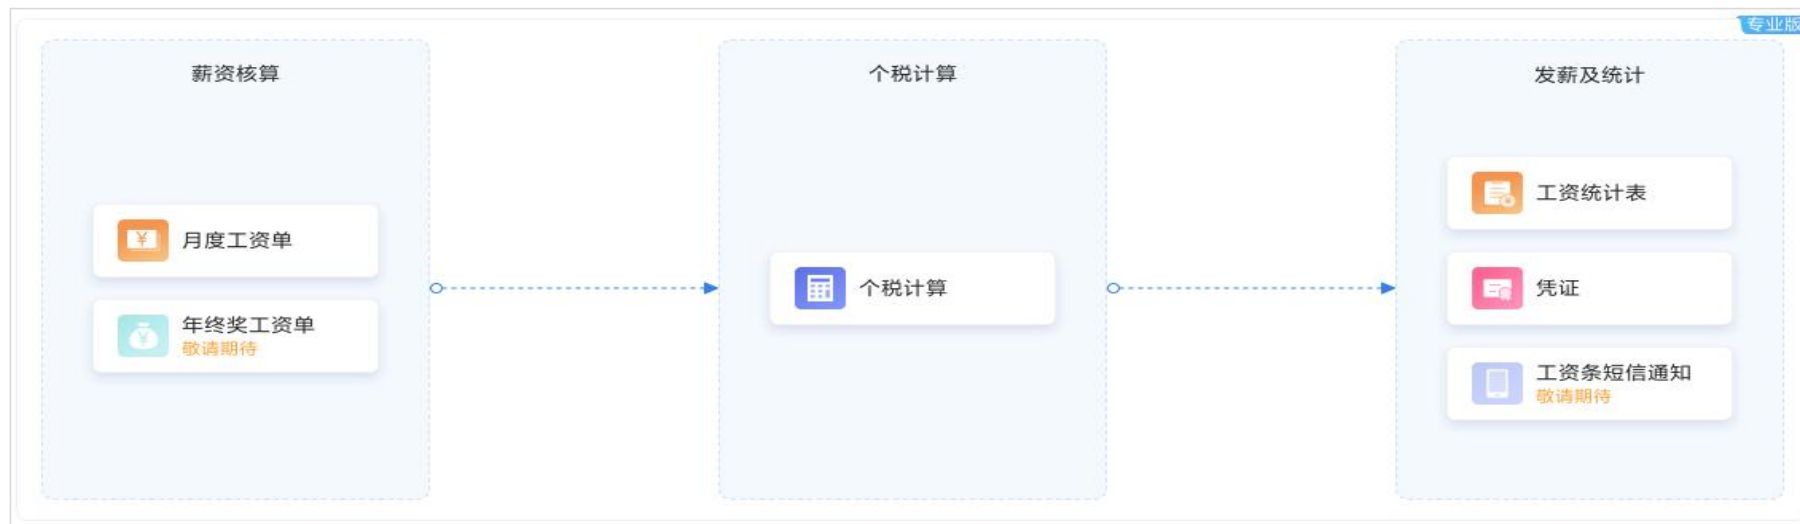 专业版
薪资核算
月度工资单
年终奖工资单
敬请期待
个税计算
个税计算
发薪及统计
工资统计表
凭证
工资条短信通知
敬请期待